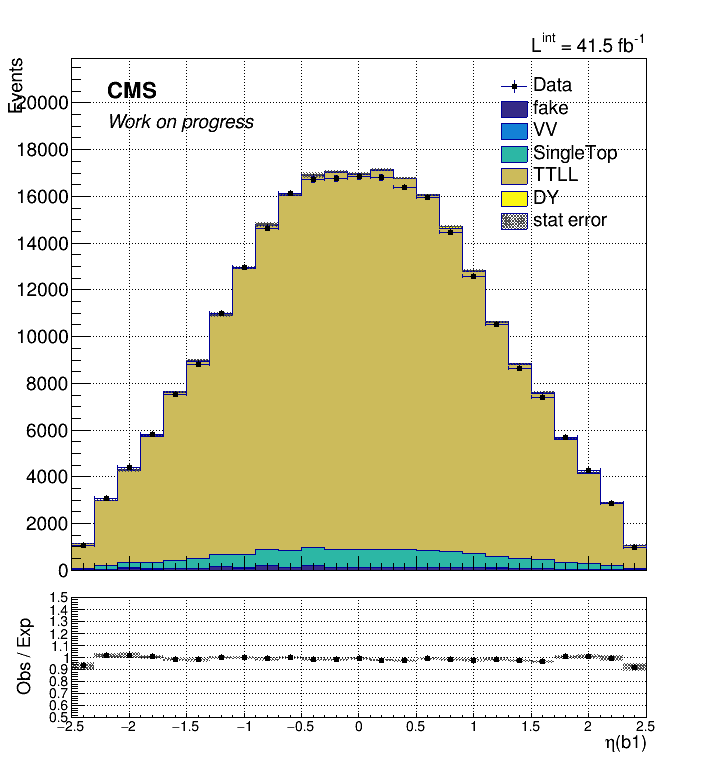 L^int = 41.5 fb^-1
Events
CMS
Work on progress
Data
fake
VV
SingleTop
TTLL
DY
stat error
20000
18000
16000
14000
12000
10000
8000
6000
4000
2000
0
Obs / Exp
1.5
1.4
1.3
1.2
1.1
1
0.9
0.8
0.7
0.6
0.5
−2.5 −2 −1.5 −1 −0.5 0 0.5 1 1.5 2 2.5
η(b1)